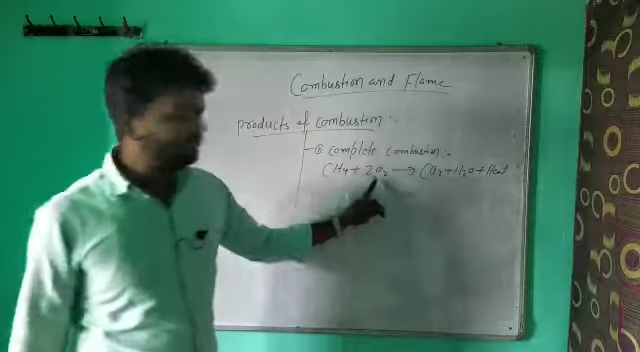 Combustion and Flame
Products of combustion :-
① complete combustion :-
CH4 + 2O2 → CO2 + H2O + Heat